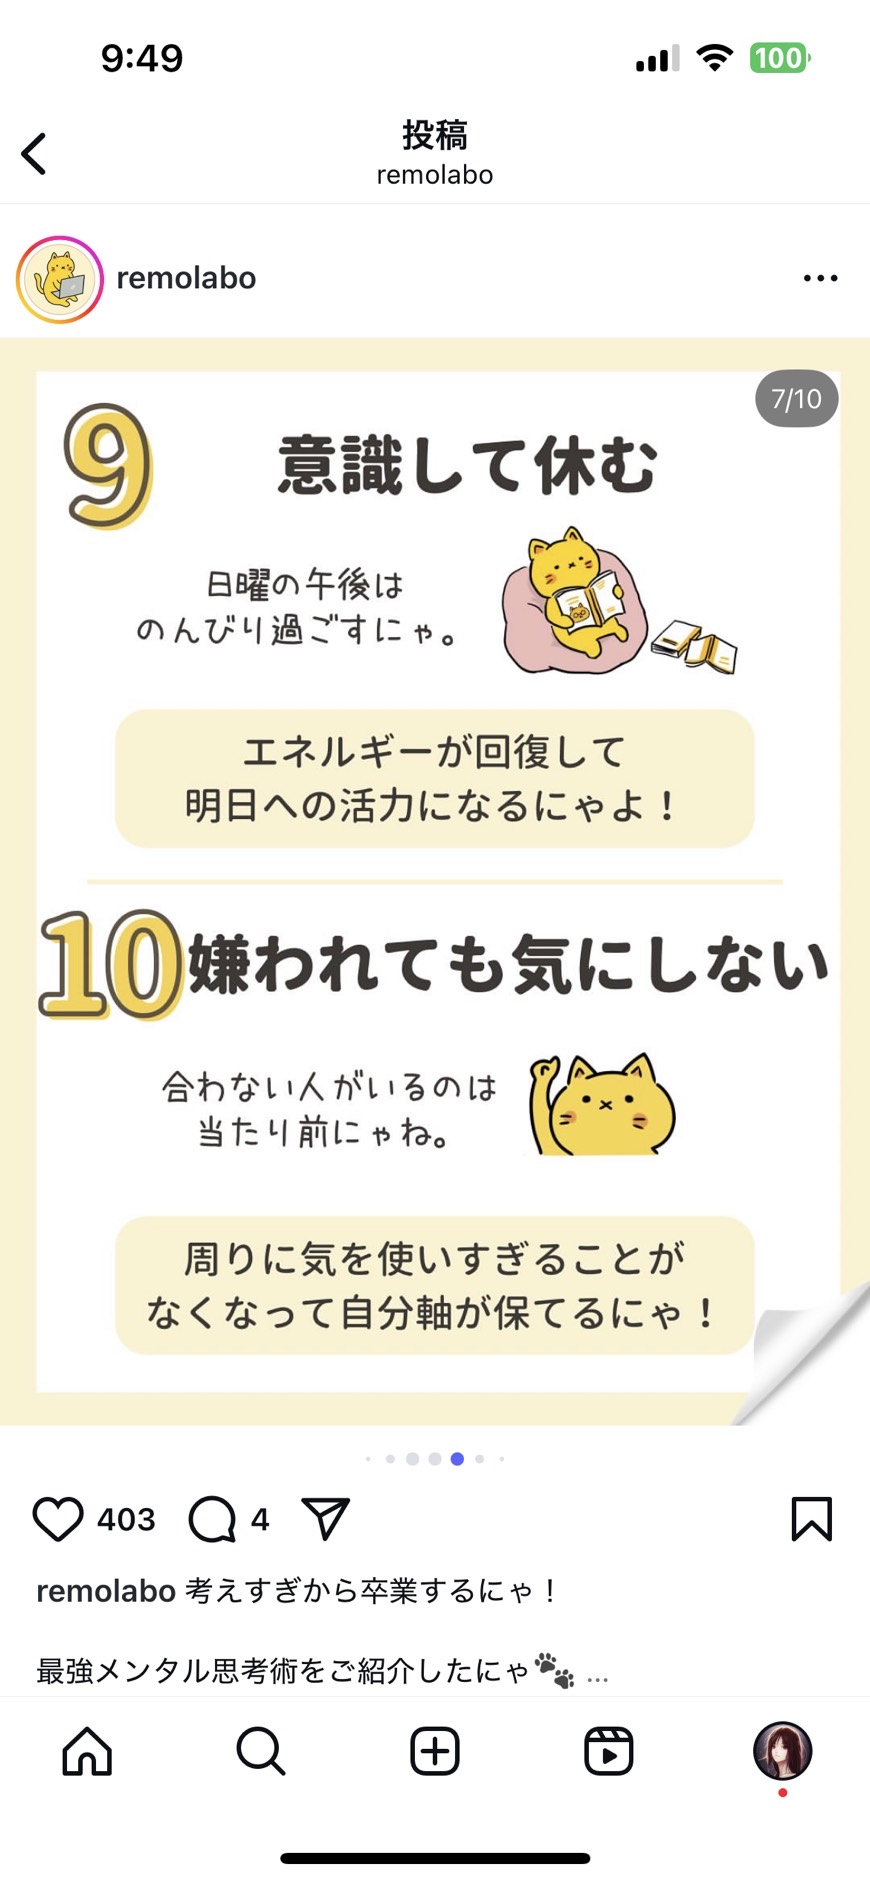 9:49
100
投稿
remolabo
remolabo
7/10
9
意識して休む
日曜の午後は
のんびり過ごすにゃ。
エネルギーが回復して
明日への活力になるにゃよ！
10
嫌われても気にしない
合わない人がいるのは
当たり前にゃね。
周りに気を使いすぎることが
なくなって自分軸が保てるにゃ！
403
4
remolabo 考えすぎから卒業するにゃ！
最強メンタル思考術をご紹介したにゃ🐾 ...